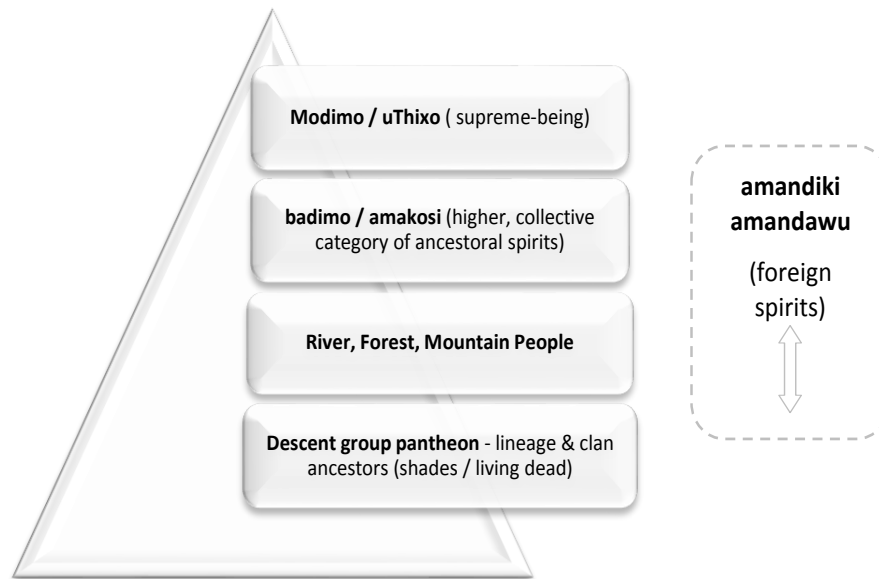 Modimo / uThixo ( supreme-being)
badimo / amakosi (higher, collective
category of ancestoral spirits)
River, Forest, Mountain People
Descent group pantheon - lineage & clan
ancestors (shades / living dead)
amandiki
amandawu
(foreign
spirits)